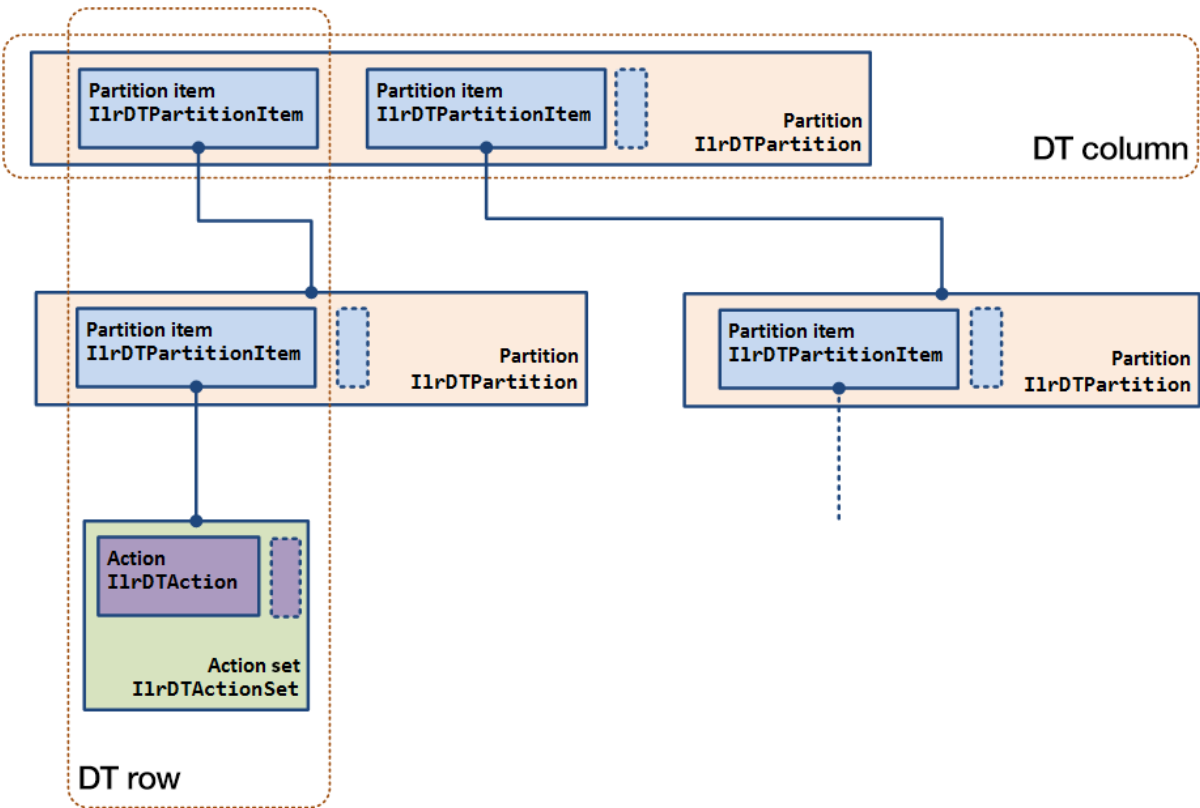 Partition item
IlrDTPartitionItem
Partition item
IlrDTPartitionItem
Partition
IlrDTPartition
DT column
Partition item
IlrDTPartitionItem
Partition
IlrDTPartition
Partition item
IlrDTPartitionItem
Partition
IlrDTPartition
Action
IlrDTAction
Action set
IlrDTActionSet
DT row